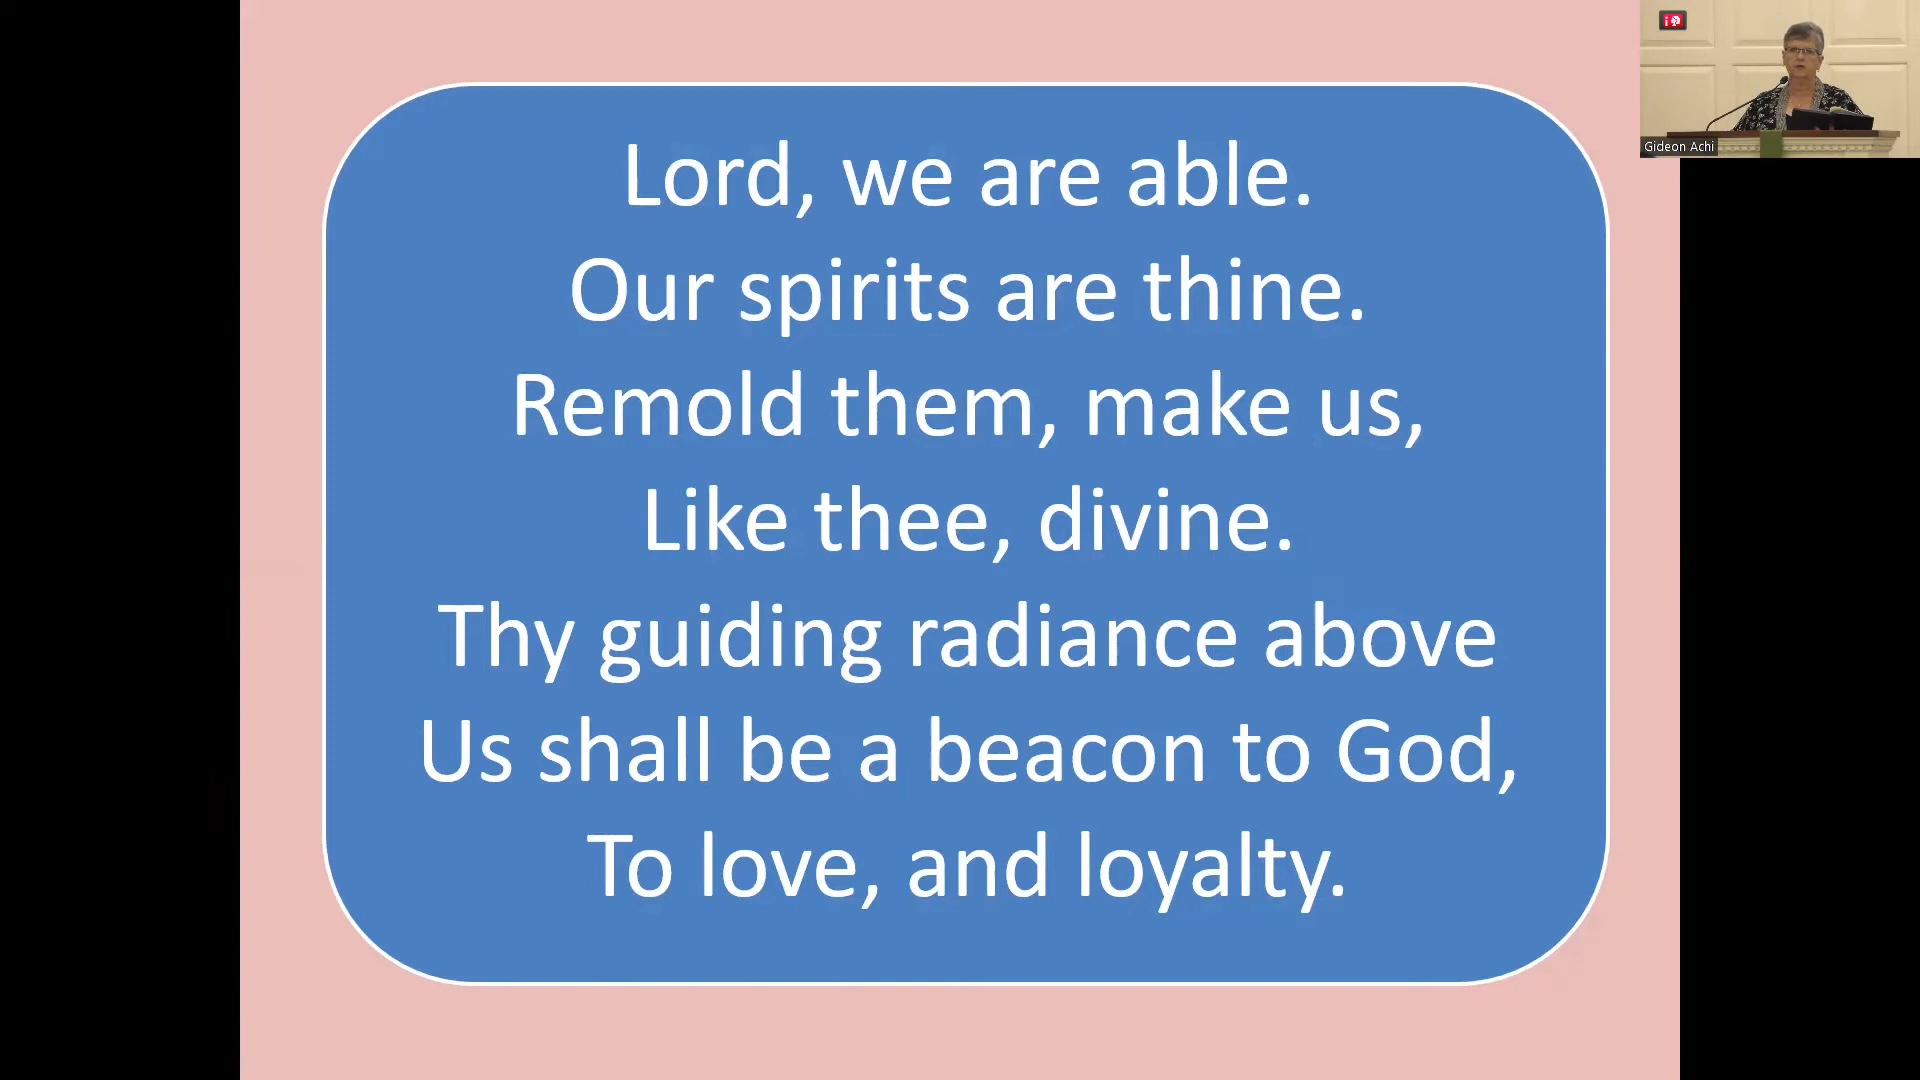 Lord, we are able.
Our spirits are thine.
Remold them, make us,
Like thee, divine.
Thy guiding radiance above
Us shall be a beacon to God,
To love, and loyalty.
Gideon Achi